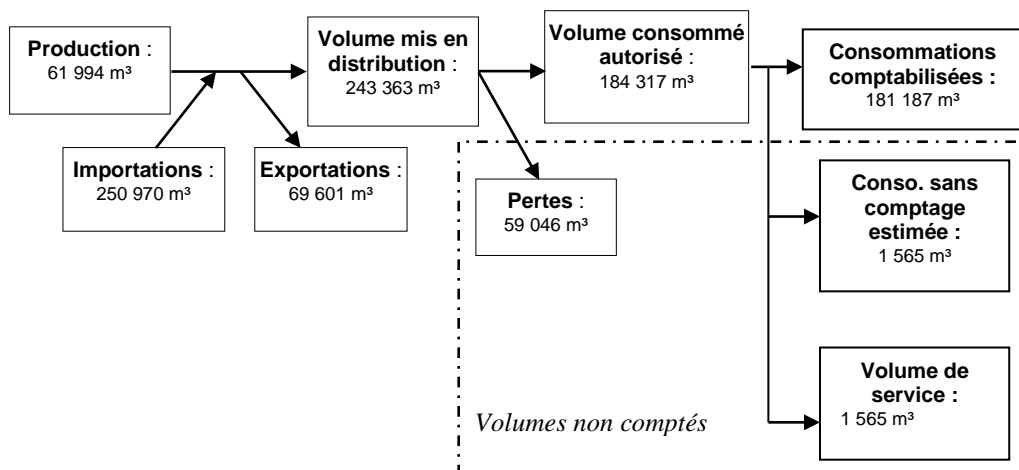 Production :
61 994 m³
Volume mis en
distribution :
243 363 m³
Volume consommé
autorisé :
184 317 m³
Consommations
comptabilisées :
181 187 m³
Importations :
250 970 m³
Exportations :
69 601 m³
Pertes :
59 046 m³
Conso. sans
comptage
estimée :
1 565 m³
Volume de
service :
1 565 m³
Volumes non comptés